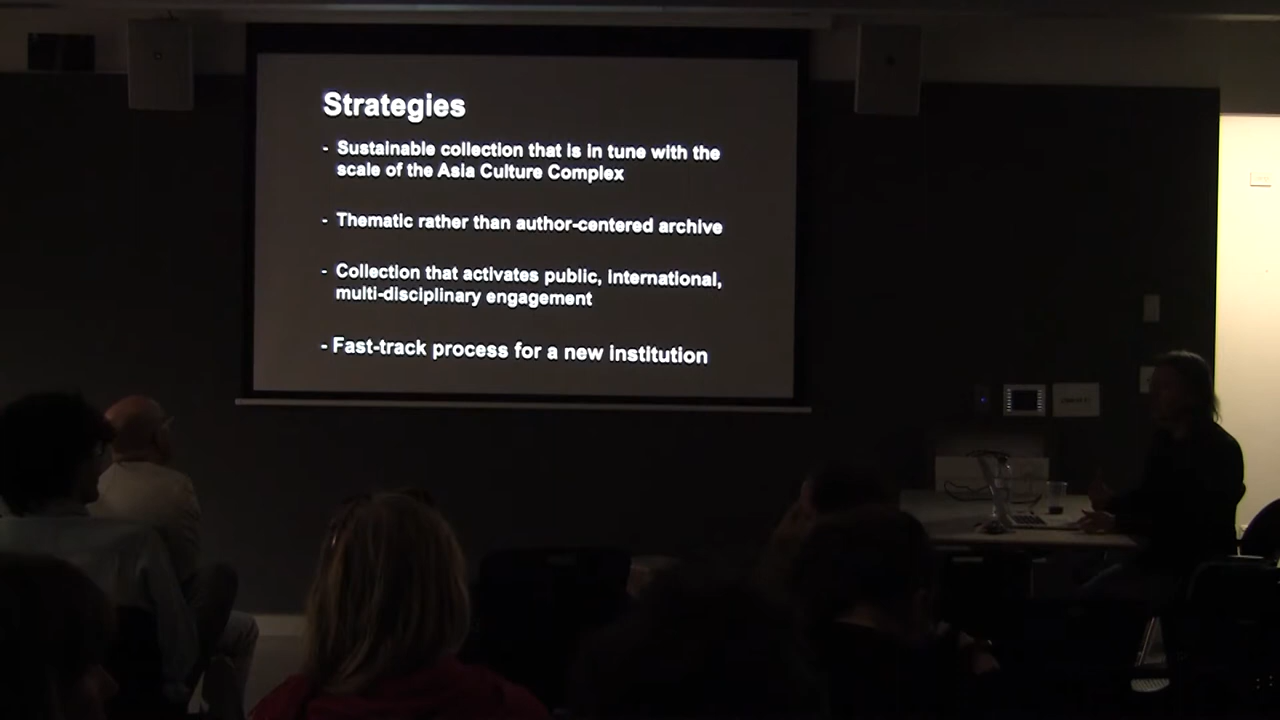 Strategies
- Sustainable collection that is in tune with the
scale of the Asia Culture Complex
- Thematic rather than author-centered archive
- Collection that activates public, international,
multi-disciplinary engagement
- Fast-track process for a new institution